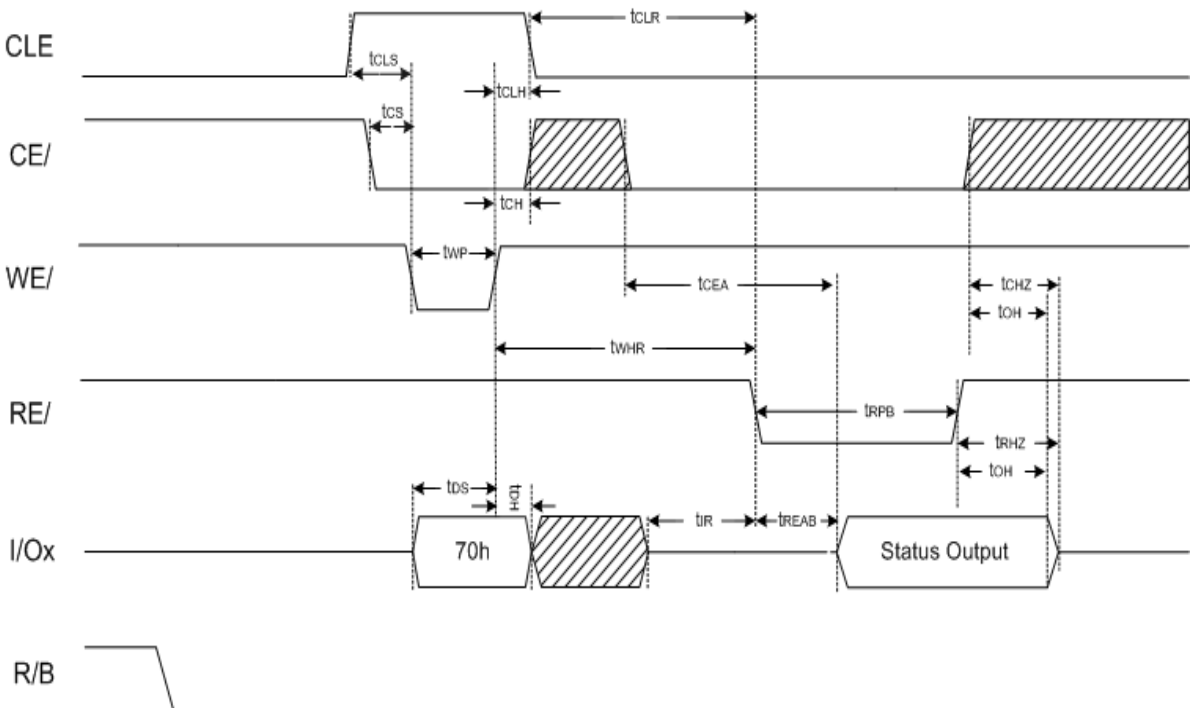 CLE
tCLR
tCLS
tCLH
tCS
CE/
tCH
WE/
tWP
tCEA
tCHZ
tOH
tWHR
RE/
tRPB
tRHZ
tOH
tDS
tDH
tIR
tREAB
I/Ox
70h
Status Output
R/B